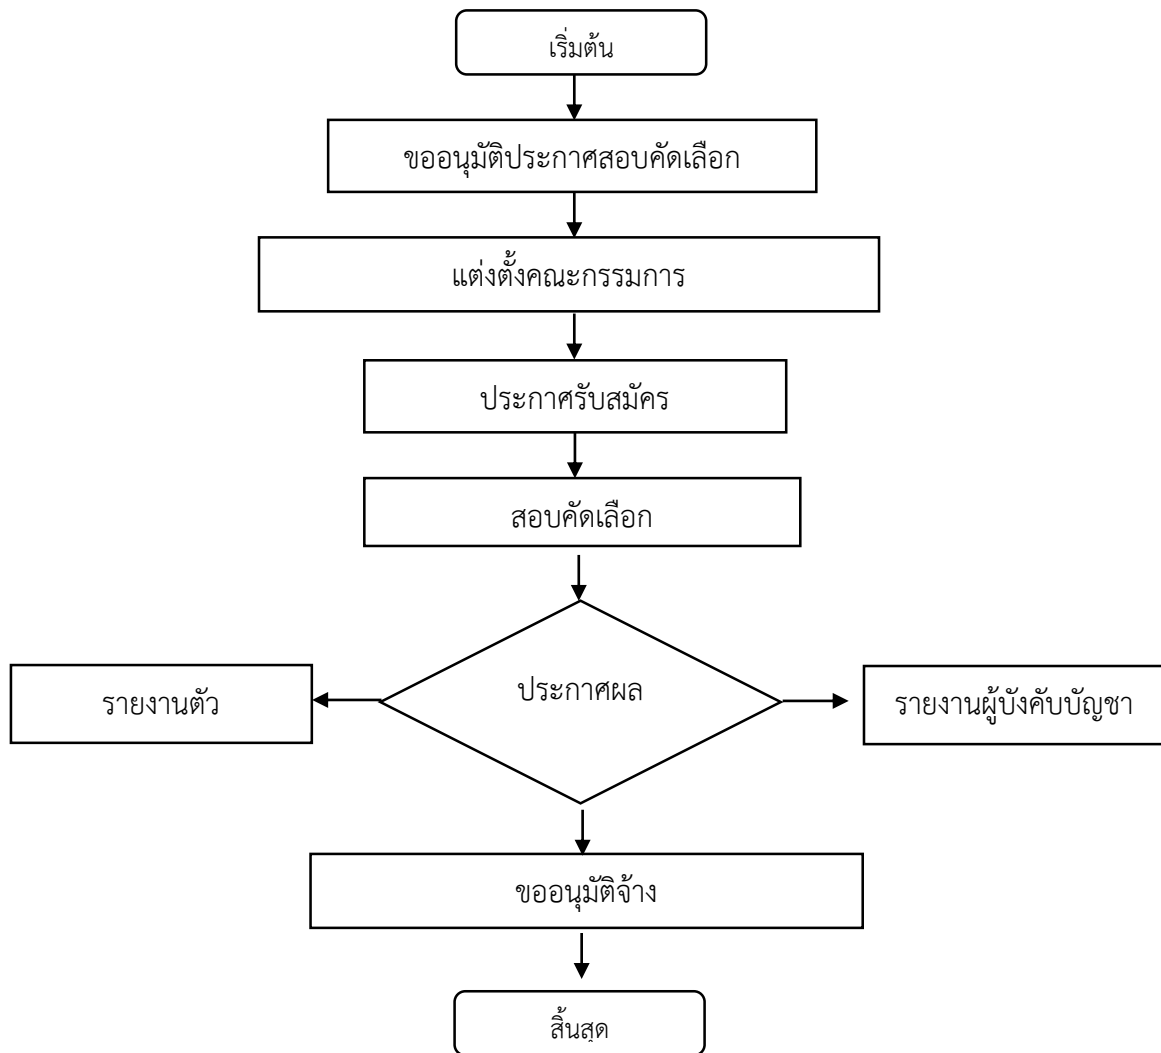 เริ่มต้น
ขออนุมัติประกาศสอบคัดเลือก
แต่งตั้งคณะกรรมการ
ประกาศรับสมัคร
สอบคัดเลือก
ประกาศผล
รายงานตัว
รายงานผู้บังคับบัญชา
ขออนุมัติจ้าง
สิ้นสุด